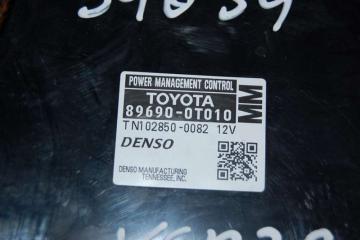 POWER MANAGEMENT CONTROL
TOYOTA
89690-0T010
MM
TN102850-0082 12V
DENSO
DENSO MANUFACTURING
TENNESSEE, INC.